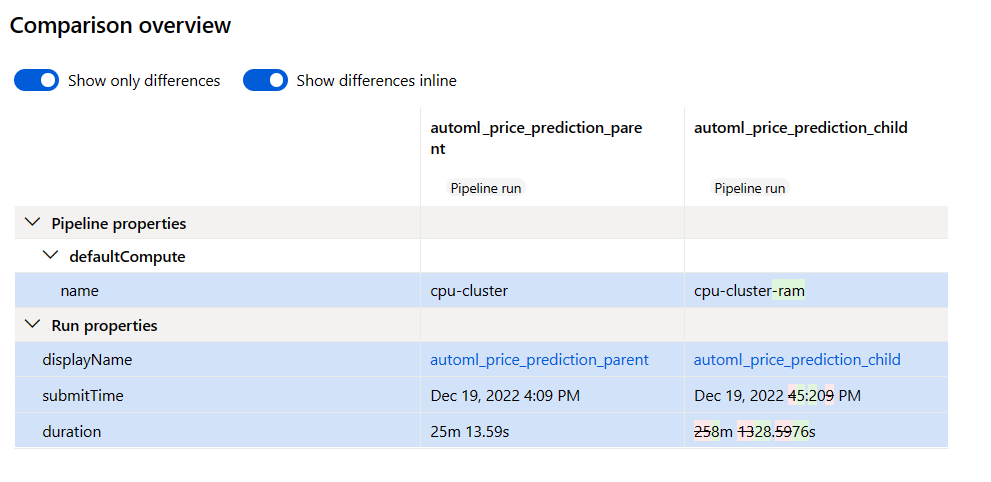 Comparison overview
Show only differences Show differences inline
automl_price_prediction_pare automl_price_prediction_child
nt
Pipeline run Pipeline run
Pipeline properties
defaultCompute
name cpu-cluster cpu-cluster-ram
Run properties
displayName automl_price_prediction_parent automl_price_prediction_child
submitTime Dec 19, 2022 4:09 PM Dec 19, 2022 45:209 PM
duration 25m 13.59s 258m 1328.5976s